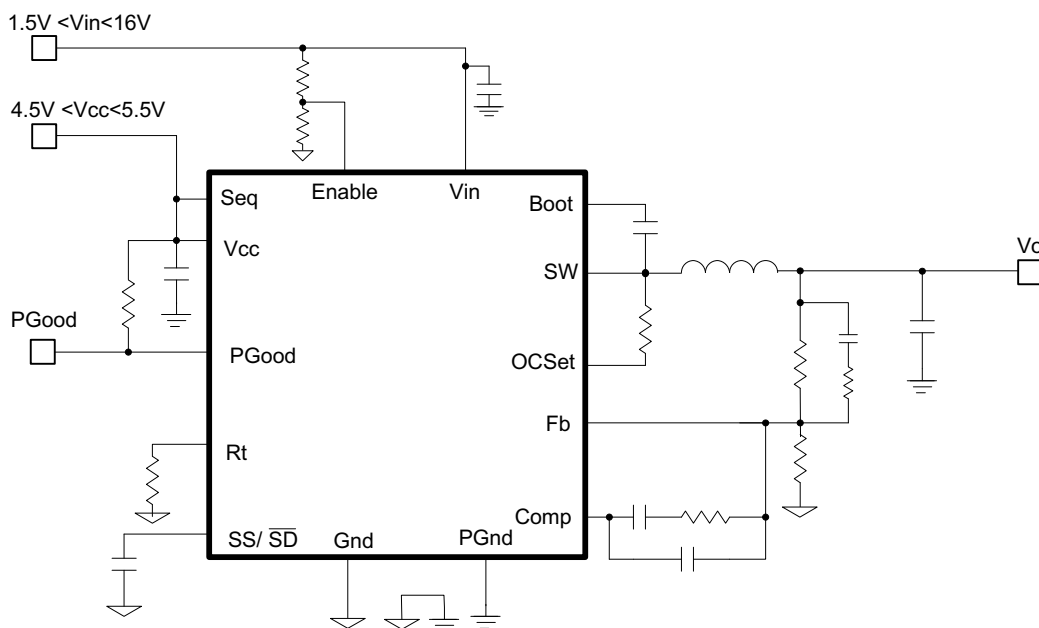 1.5V <Vin<16V
4.5V <Vcc<5.5V
Enable
Vin
Seq
Boot
Vcc
SW
Vo
PGood
PGood
OCSet
Fb
Rt
Comp
SS/ SD
Gnd
PGnd